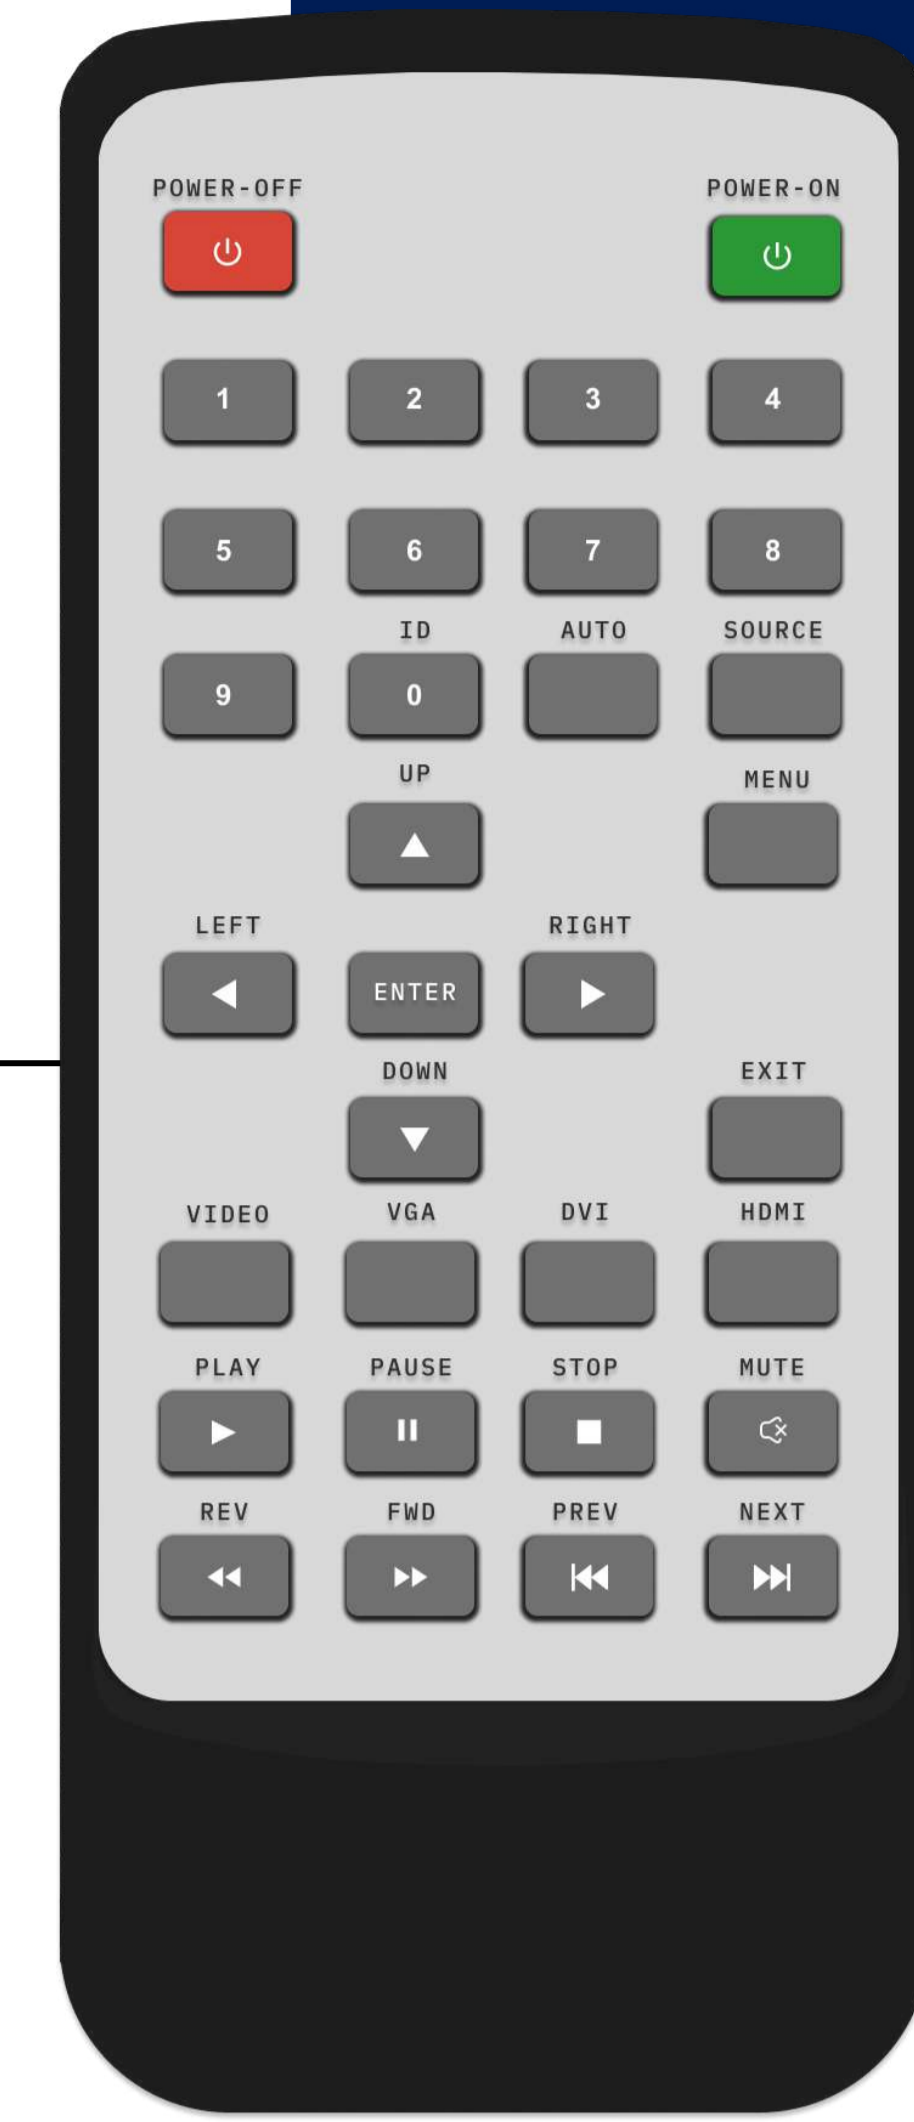 POWER-OFF POWER-ON
1 2 3 4
5 6 7 8
ID AUTO SOURCE
9 0
UP MENU
LEFT RIGHT
ENTER
DOWN EXIT
VIDEO VGA DVI HDMI
PLAY PAUSE STOP MUTE
REV FWD PREV NEXT